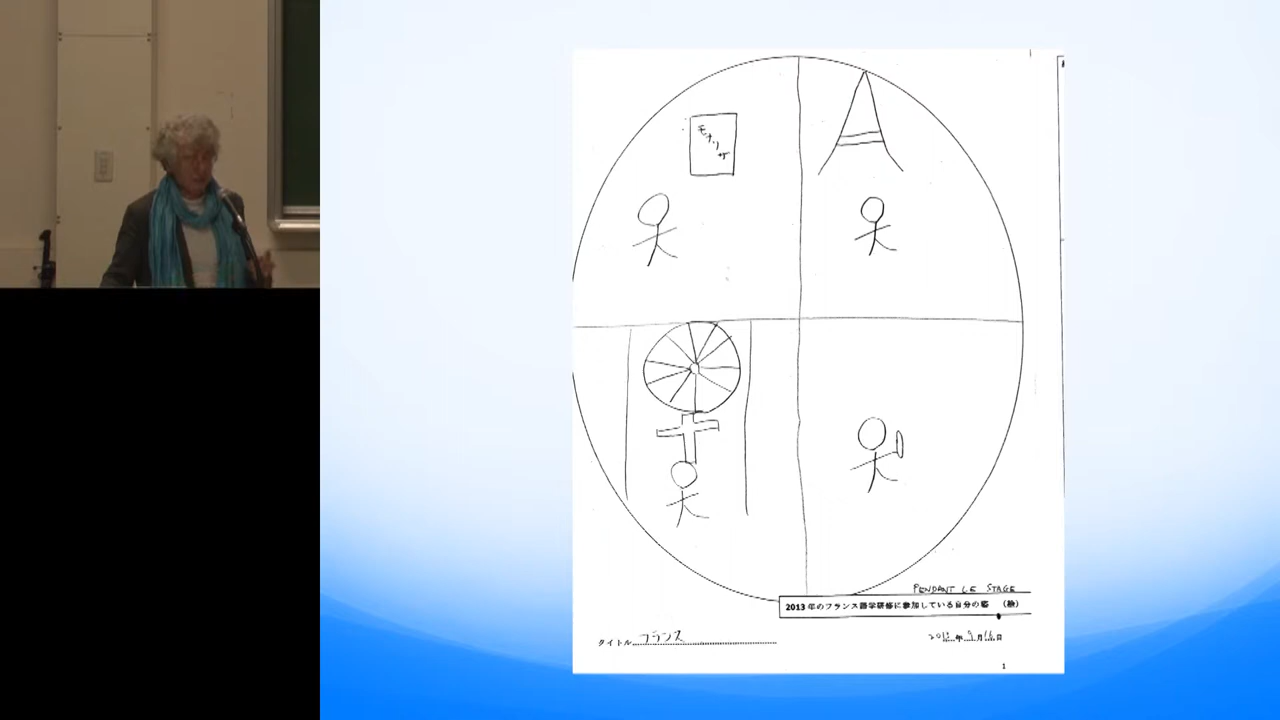 モナリザ
PENDANT LE STAGE
2013年のフランス語学研修に参加している自分の姿 (絵)
タイトル フランス
1